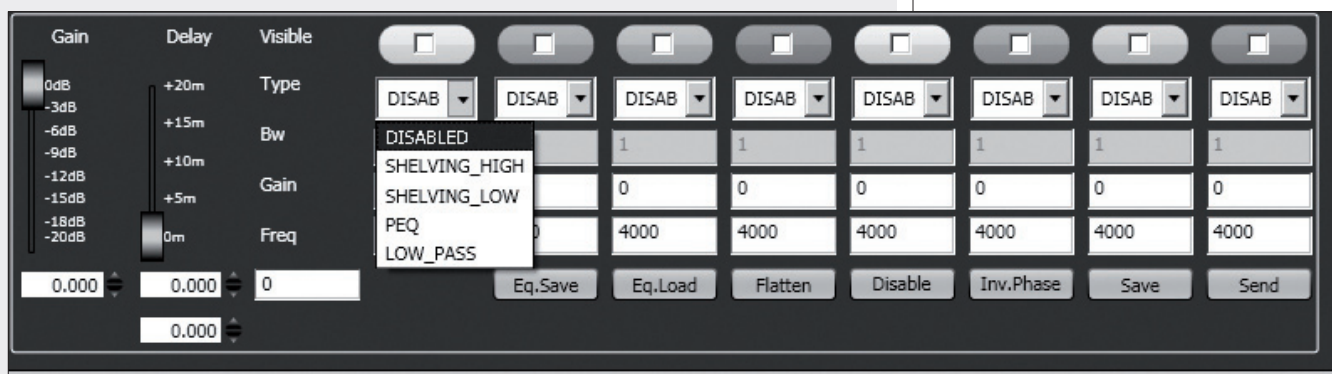 Gain Delay Visible
0dB +20m Type DISAB DISAB DISAB DISAB DISAB DISAB DISAB DISAB
-3dB
-6dB +15m Bw DISABLED 1 1 1 1 1 1
-9dB +10m SHELVING_HIGH
-12dB Gain SHELVING_LOW 0 0 0 0 0 0
-15dB +5m
-18dB PEQ
-20dB 0m Freq LOW_PASS 4000 4000 4000 4000 4000 4000
0.000 0.000 0 Eq.Save Eq.Load Flatten Disable Inv.Phase Save Send
0.000